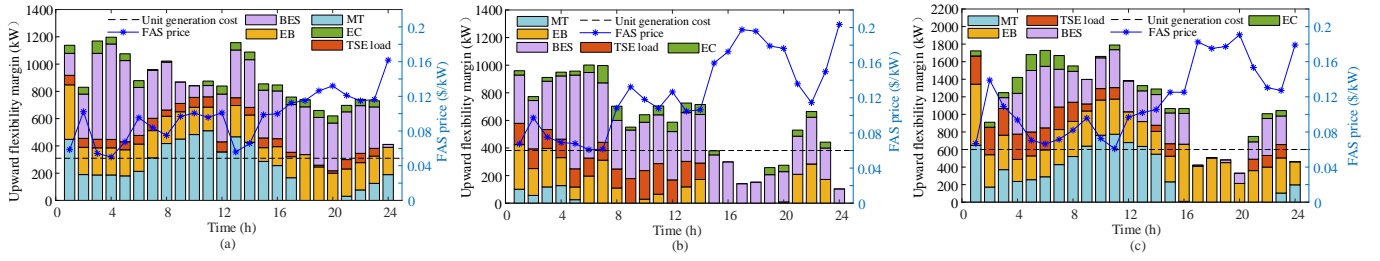 Upward flexibility margin (kW)
1400
1200
1000
800
600
400
200
0
Unit generation cost
FAS price
BES
EB
TSE load
MT
EC
0.2
0.16
0.12
0.08
0.04
0
FAS price ($/kW)
0 4 8 12 16 20 24
Time (h)
(a)
Upward flexibility margin (kW)
1400
1200
1000
800
600
400
200
0
MT
EB
BES
Unit generation cost
FAS price
TSE load
EC
0.2
0.16
0.12
0.08
0.04
0
FAS price ($/kW)
0 4 8 12 16 20 24
Time (h)
(b)
Upward flexibility margin (kW)
2200
2000
1800
1600
1400
1200
1000
800
600
400
200
0
MT
EB
TSE load
BES
Unit generation cost
FAS price
EC
0.2
0.16
0.12
0.08
0.04
0
FAS price ($/kW)
0 4 8 12 16 20 24
Time (h)
(c)